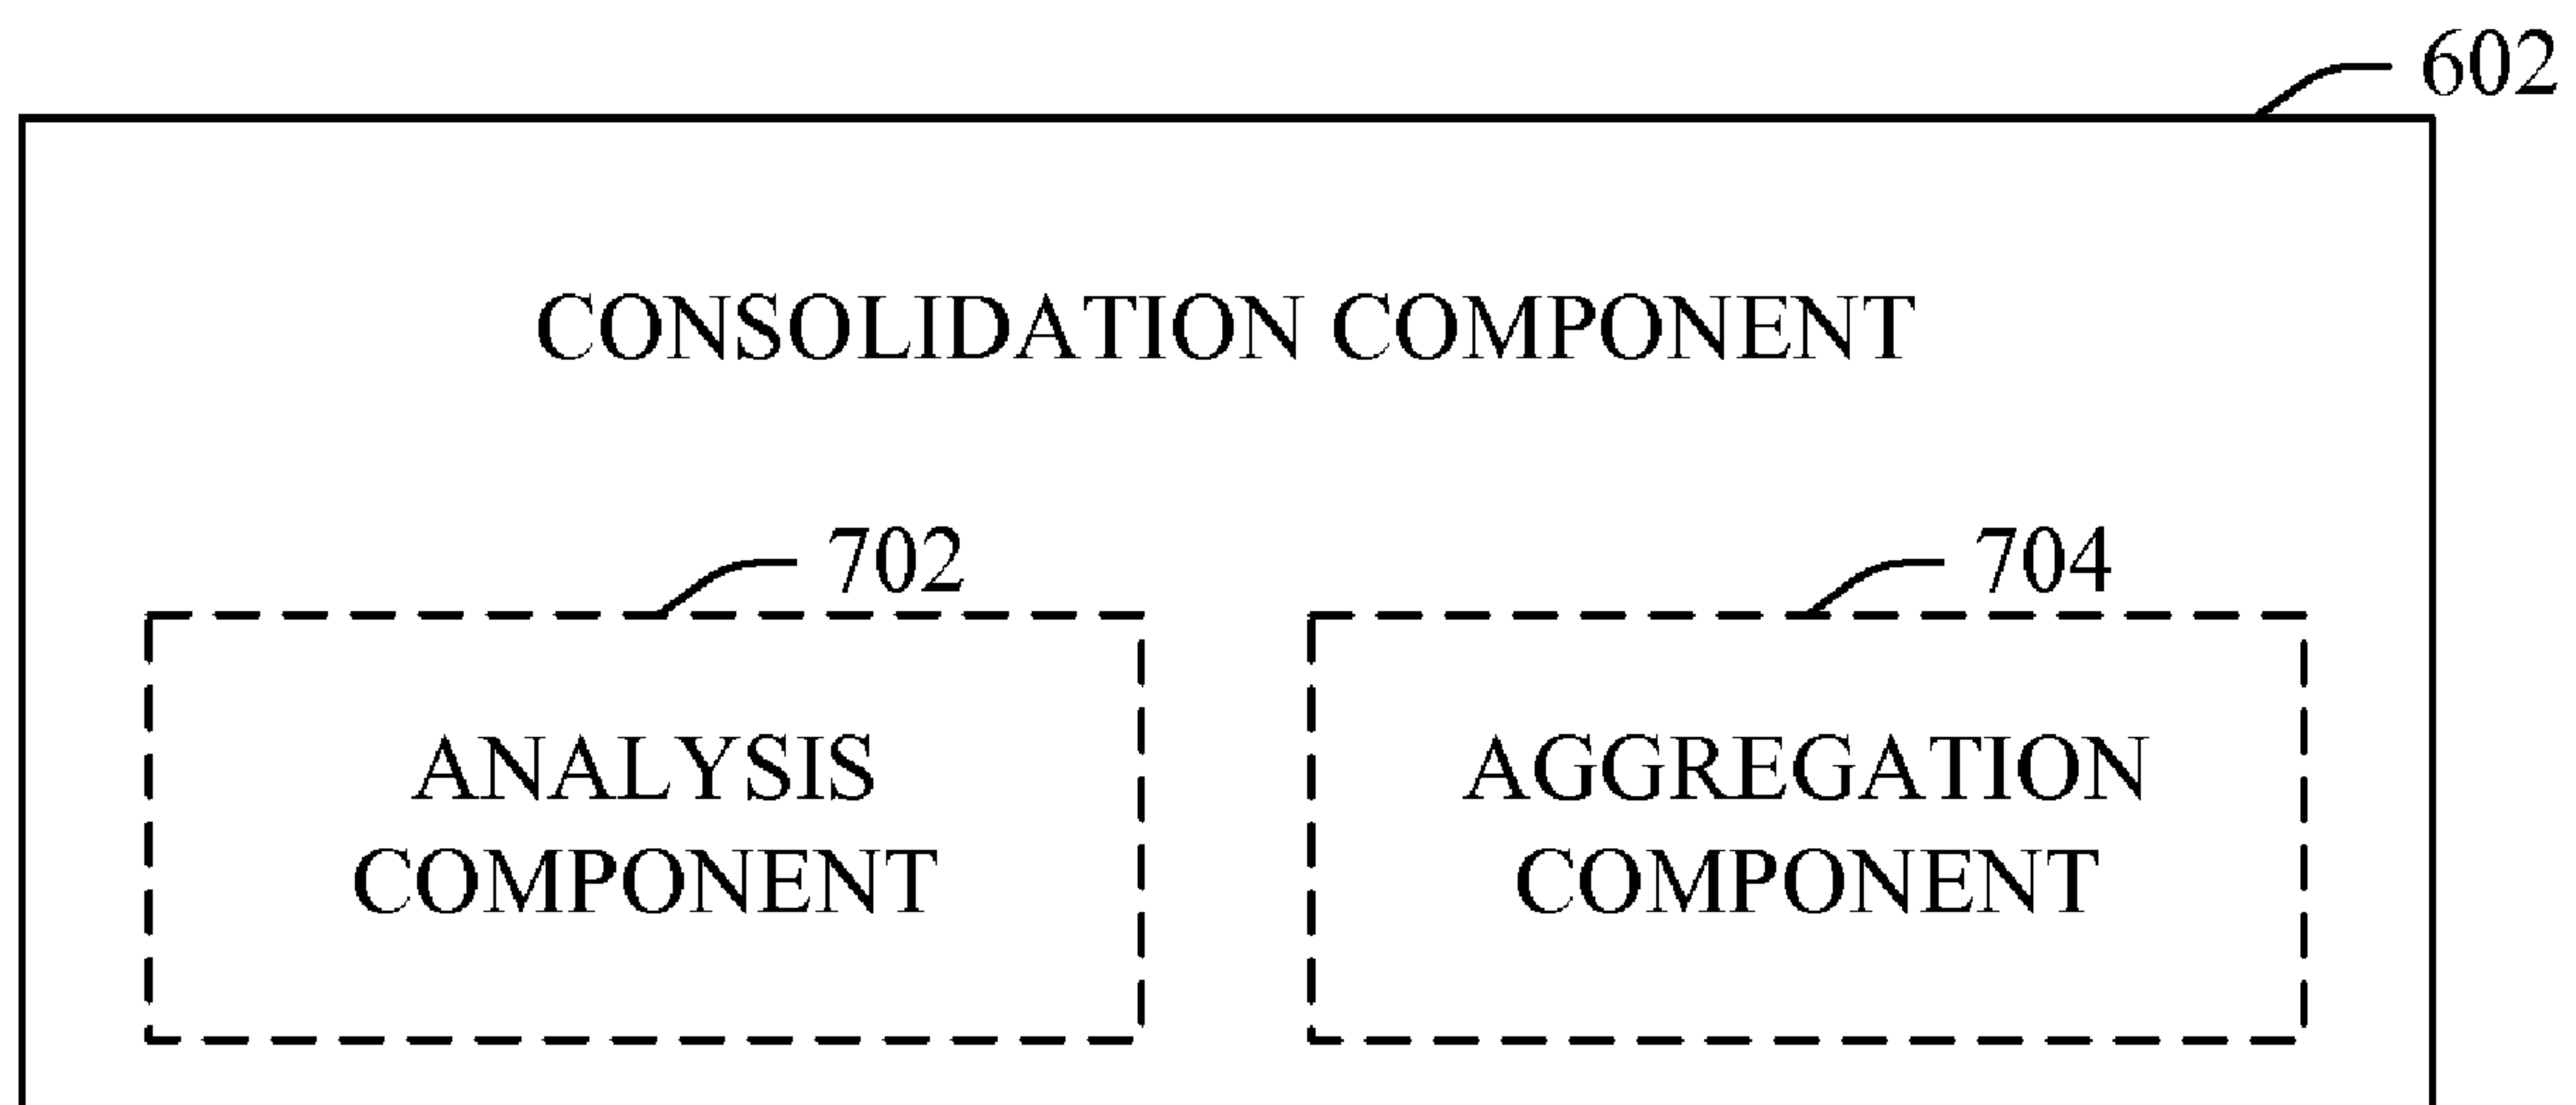 602
CONSOLIDATION COMPONENT
702
704
ANALYSIS
COMPONENT
AGGREGATION
COMPONENT